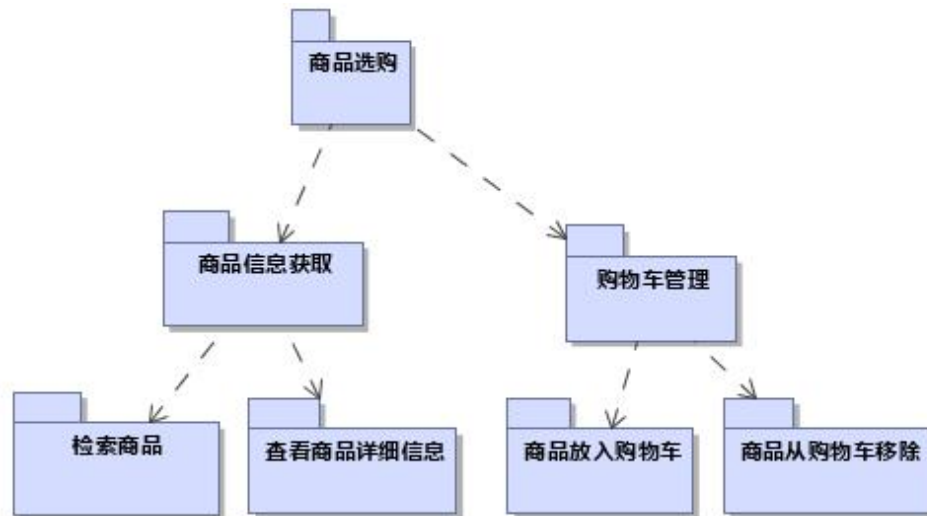 商品选购
商品信息获取
购物车管理
检索商品
查看商品详细信息
商品放入购物车
商品从购物车移除